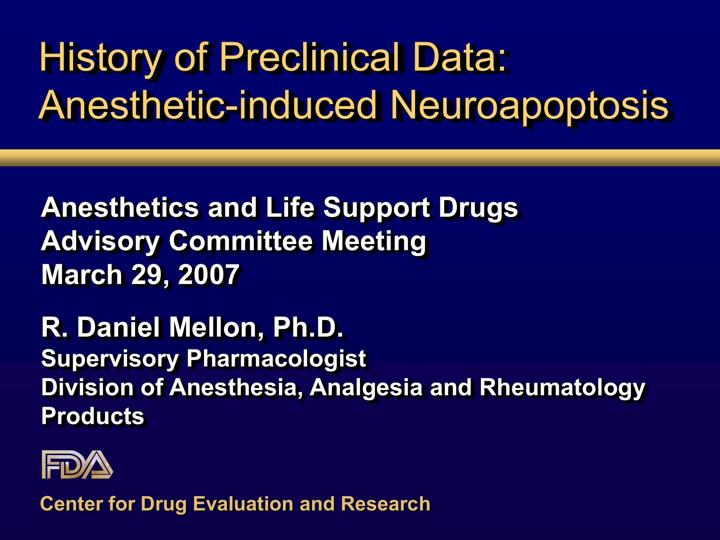 History of Preclinical Data:
Anesthetic-induced Neuroapoptosis
Anesthetics and Life Support Drugs
Advisory Committee Meeting
March 29, 2007
R. Daniel Mellon, Ph.D.
Supervisory Pharmacologist
Division of Anesthesia, Analgesia and Rheumatology
Products
FDA
Center for Drug Evaluation and Research